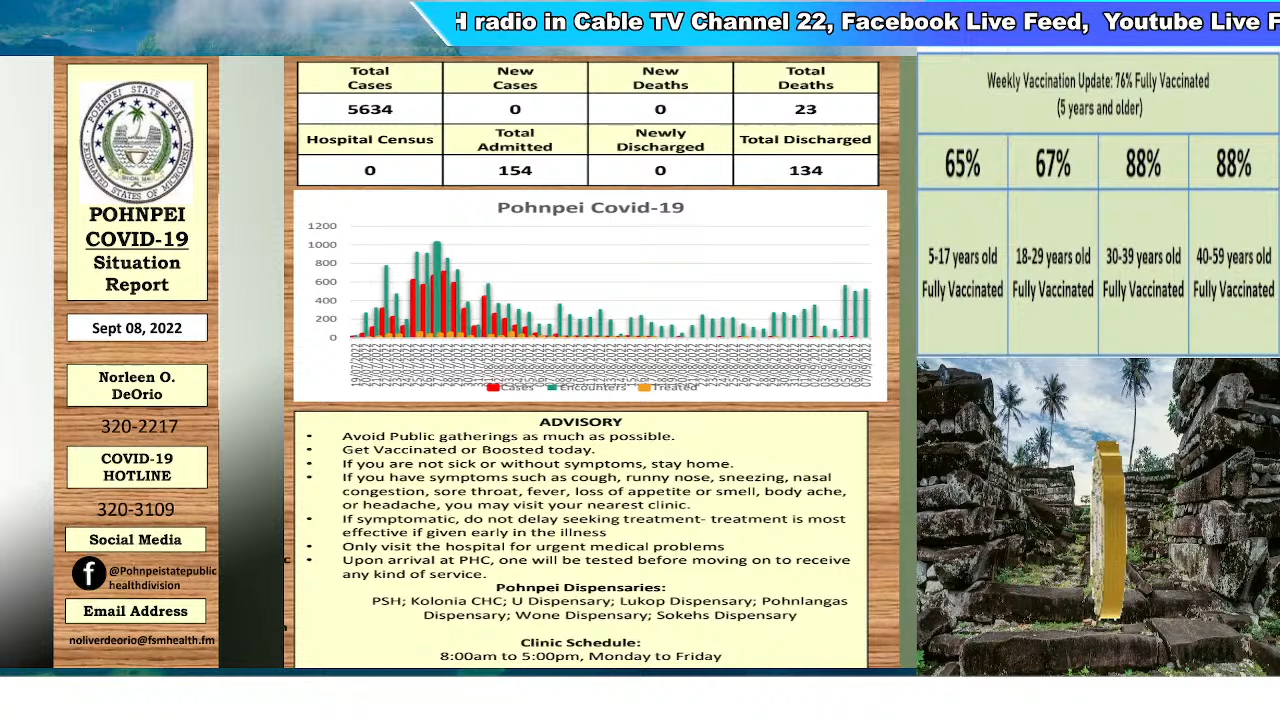 H radio in Cable TV Channel 22, Facebook Live Feed, Youtube Live F
POHNPEI STATE SEAL
FEDERATED STATES OF MICRONESIA
POHNPEI
COVID-19
Situation
Report
Sept 08, 2022
Norleen O.
DeOrio
320-2217
COVID-19
HOTLINE
320-3109
Social Media
@Pohnpeistatepublic
healthdivision
Email Address
noliverdeorio@fsmhealth.fm
Total Cases New Cases New Deaths Total Deaths
5634 0 0 23
Hospital Census Total Admitted Newly Discharged Total Discharged
0 154 0 134
Pohnpei Covid-19
1200
1000
800
600
400
200
0
Cases Encounters Treated
ADVISORY
• Avoid Public gatherings as much as possible.
• Get Vaccinated or Boosted today.
• If you are not sick or without symptoms, stay home.
• If you have symptoms such as cough, runny nose, sneezing, nasal
congestion, sore throat, fever, loss of appetite or smell, body ache,
or headache, you may visit your nearest clinic.
• If symptomatic, do not delay seeking treatment- treatment is most
effective if given early in the illness
• Only visit the hospital for urgent medical problems
• Upon arrival at PHC, one will be tested before moving on to receive
any kind of service.
Pohnpei Dispensaries:
PSH; Kolonia CHC; U Dispensary; Lukop Dispensary; Pohnlangas
Dispensary; Wone Dispensary; Sokehs Dispensary
Clinic Schedule:
8:00am to 5:00pm, Monday to Friday
Weekly Vaccination Update: 76% Fully Vaccinated
(5 years and older)
65% 67% 88% 88%
5-17 years old 18-29 years old 30-39 years old 40-59 years old
Fully Vaccinated Fully Vaccinated Fully Vaccinated Fully Vaccinated